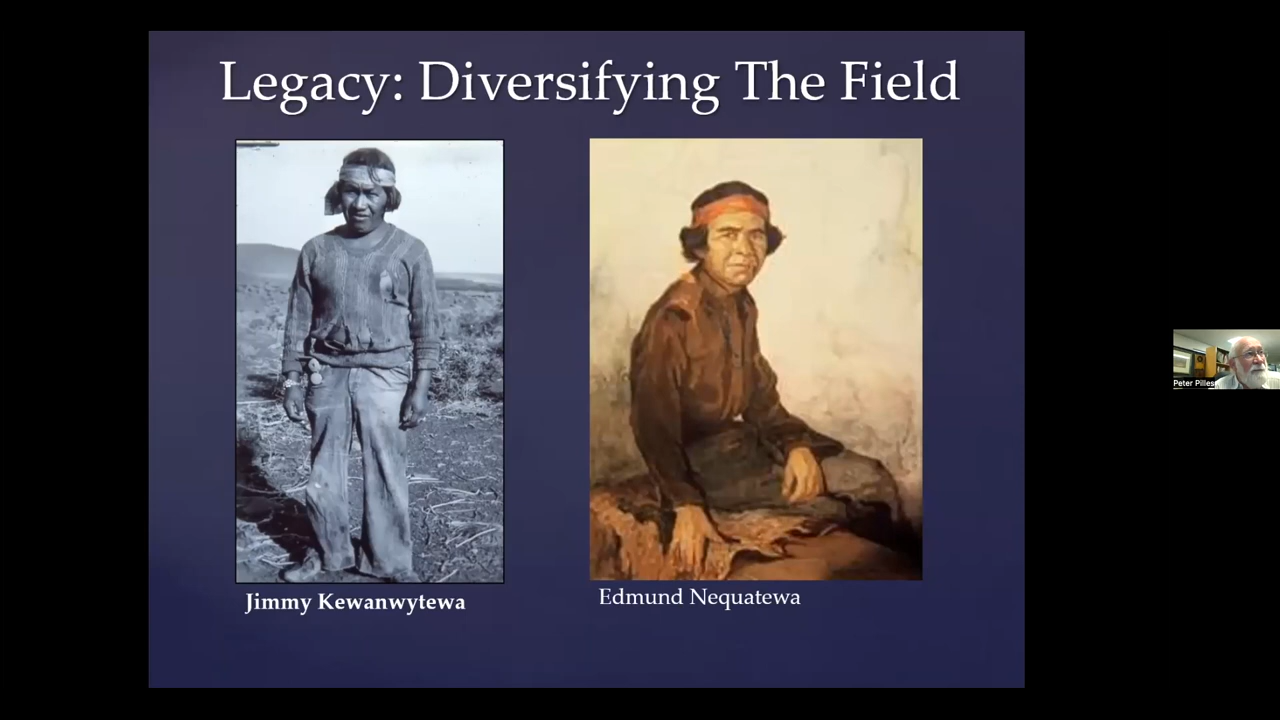 Legacy: Diversifying The Field
Jimmy Kewanwytewa
Edmund Nequatewa
Peter Pilles